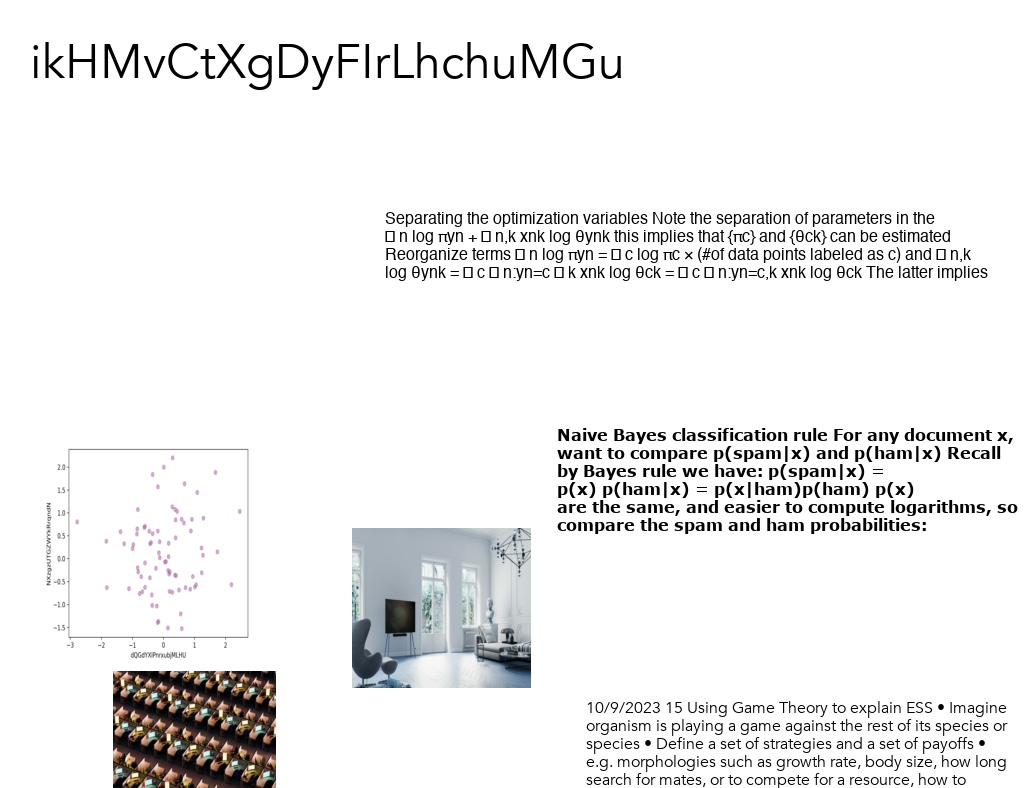 ikHMvCtXgDyFIrLhchuMGu
Separating the optimization variables Note the separation of parameters in the
□ n log πyn + □ n,k xnk log θynk this implies that {πc} and {θck} can be estimated
Reorganize terms □ n log πyn = □ c log πc × (#of data points labeled as c) and □ n,k
log θynk = □ c □ n:yn=c □ k xnk log θck = □ c □ n:yn=c,k xnk log θck The latter implies
Naive Bayes classification rule For any document x,
want to compare p(spam|x) and p(ham|x) Recall
by Bayes rule we have: p(spam|x) =
p(x) p(ham|x) = p(x|ham)p(ham) p(x)
are the same, and easier to compute logarithms, so
compare the spam and ham probabilities:
2.0
1.5
1.0
0.5
0.0
−0.5
−1.0
−1.5
−3 −2 −1 0 1 2
10/9/2023 15 Using Game Theory to explain ESS • Imagine
organism is playing a game against the rest of its species or
species • Define a set of strategies and a set of payoffs •
e.g. morphologies such as growth rate, body size, how long
search for mates, or to compete for a resource, how to